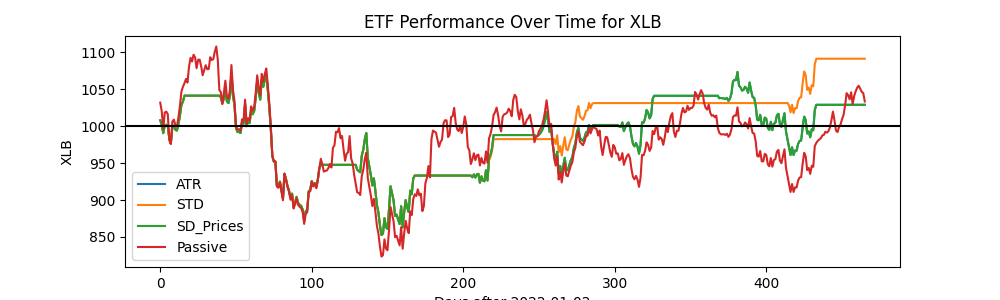 ETF Performance Over Time for XLB
XLB
1100
1050
1000
950
900
850
ATR
STD
SD_Prices
Passive
0 100 200 300 400